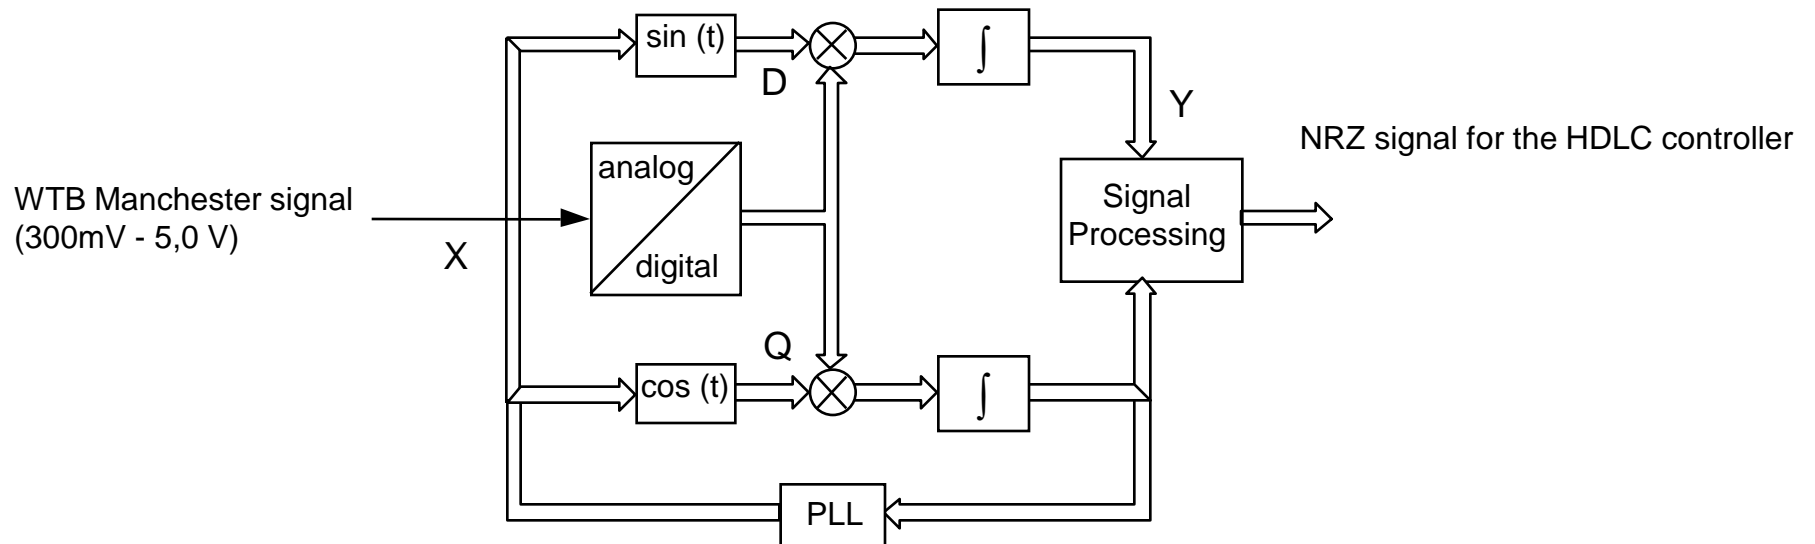 sin (t)
∫
D
Y
NRZ signal for the HDLC controller
analog
digital
WTB Manchester signal
(300mV - 5,0 V)
X
Signal
Processing
Q
cos (t)
∫
PLL